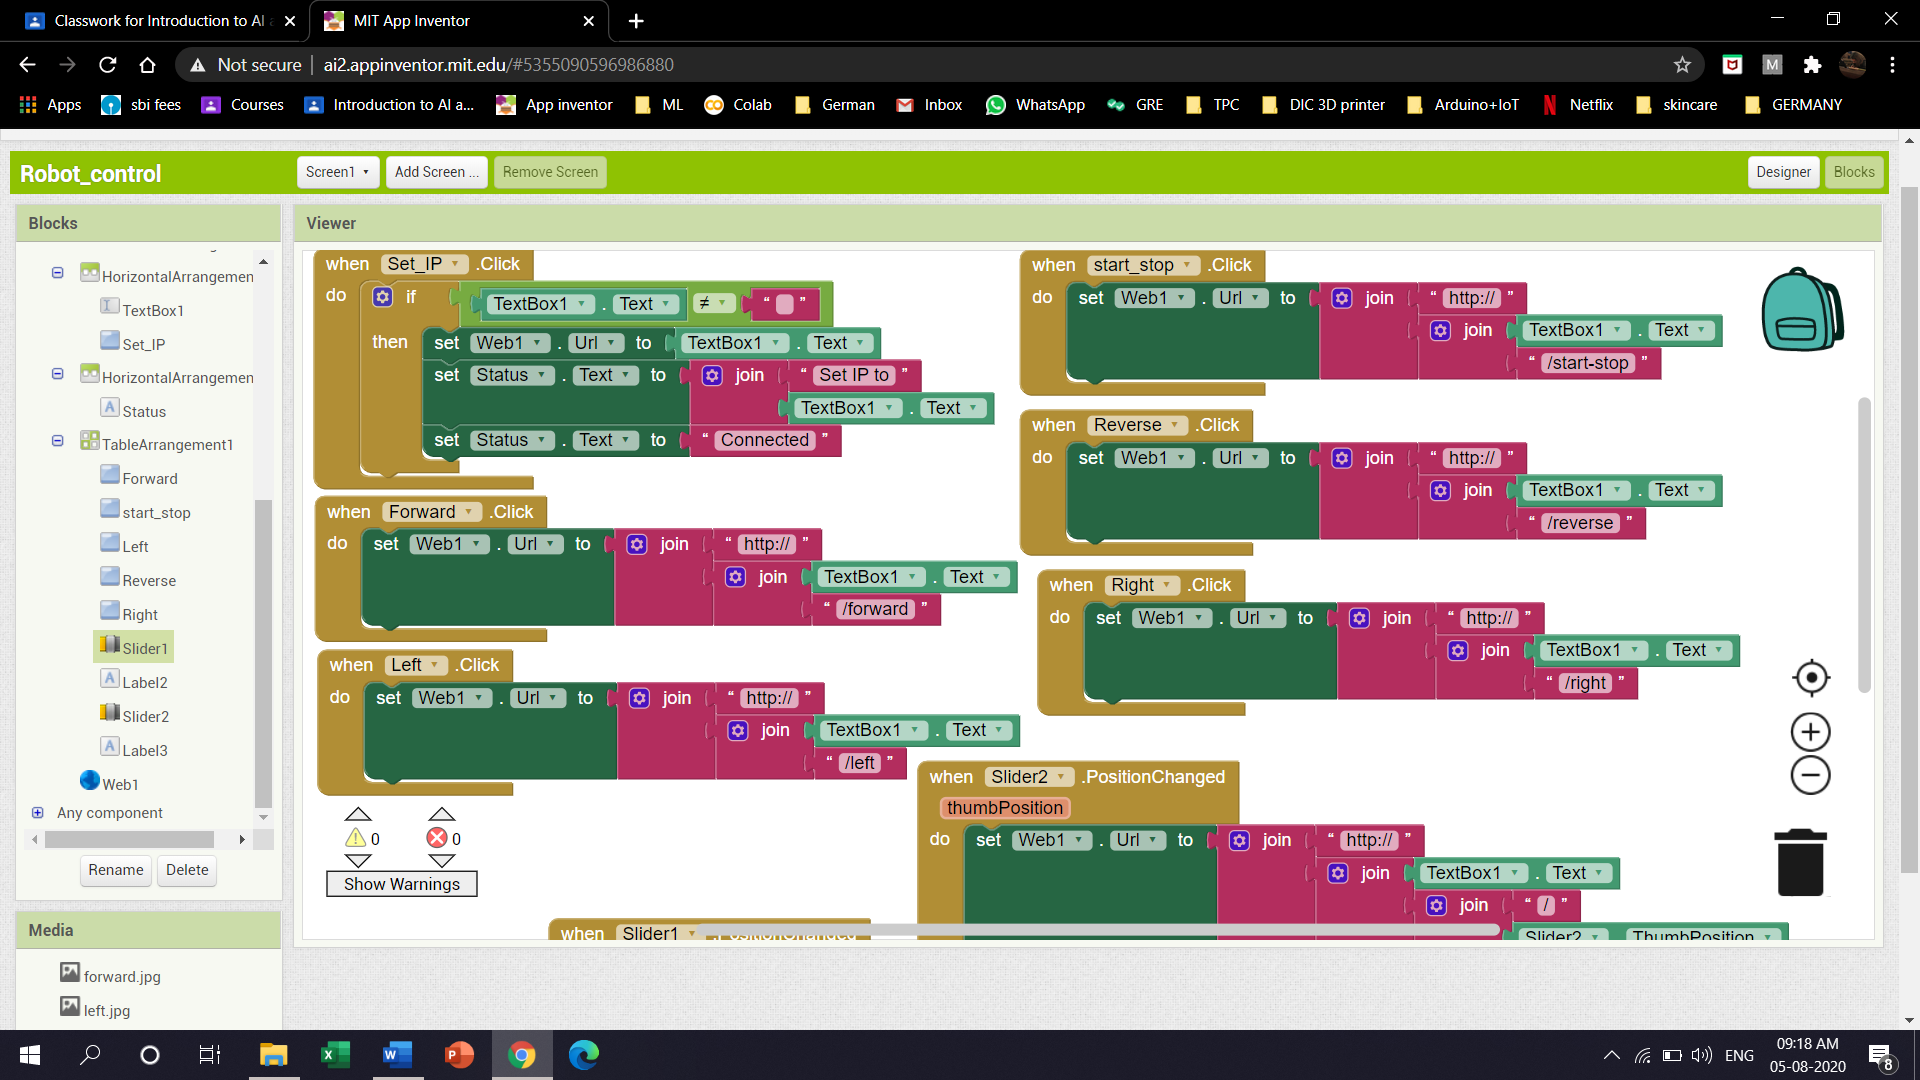 Classwork for Introduction to AI a
MIT App Inventor
Not secure
ai2.appinventor.mit.edu/#5355090596986880
M
Apps
sbi fees
Courses
Introduction to AI a...
App inventor
ML
Colab
German
Inbox
WhatsApp
GRE
TPC
DIC 3D printer
Arduino+IoT
Netflix
skincare
GERMANY
Robot_control
Screen1
Add Screen ...
Remove Screen
Designer
Blocks
Blocks
HorizontalArrangemen
TextBox1
Set_IP
HorizontalArrangemen
Status
TableArrangement1
Forward
start_stop
Left
Reverse
Right
Slider1
Label2
Slider2
Label3
Web1
Any component
Rename
Delete
Media
forward.jpg
left.jpg
Viewer
when Set_IP .Click
do if TextBox1 . Text ≠ “ ”
then set Web1 . Url to TextBox1 . Text
set Status . Text to join “ Set IP to ”
TextBox1 . Text
set Status . Text to “ Connected ”
when Forward .Click
do set Web1 . Url to join “ http:// ”
join TextBox1 . Text
“ /forward ”
when Left .Click
do set Web1 . Url to join “ http:// ”
join TextBox1 . Text
“ /left ”
when start_stop .Click
do set Web1 . Url to join “ http:// ”
join TextBox1 . Text
“ /start-stop ”
when Reverse .Click
do set Web1 . Url to join “ http:// ”
join TextBox1 . Text
“ /reverse ”
when Right .Click
do set Web1 . Url to join “ http:// ”
join TextBox1 . Text
“ /right ”
when Slider2 .PositionChanged
thumbPosition
do set Web1 . Url to join “ http:// ”
join TextBox1 . Text
join “ / ”
Slider2 . ThumbPosition
when Slider1 .PositionChanged
0
0
Show Warnings
ENG
09:18 AM
05-08-2020
8